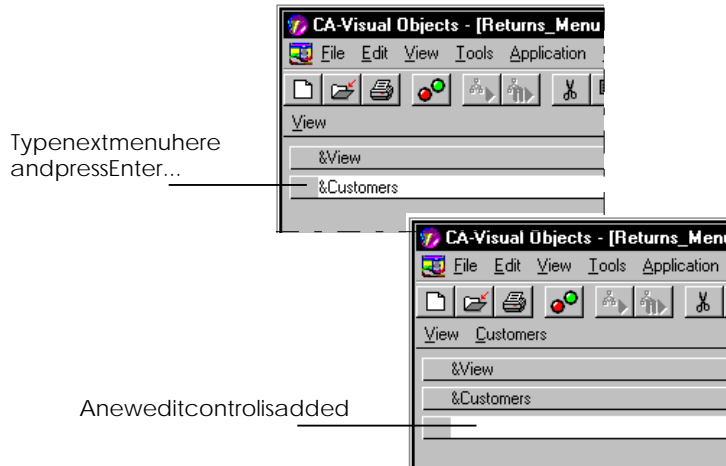 CA-Visual Objects - [Returns_Menu
File Edit View Tools Application
View
&View
Typenextmenuhere
andpressEnter...
&Customers
CA-Visual Objects - [Returns_Menu
File Edit View Tools Application
View Customers
&View
&Customers
Aneweditcontrolisadded